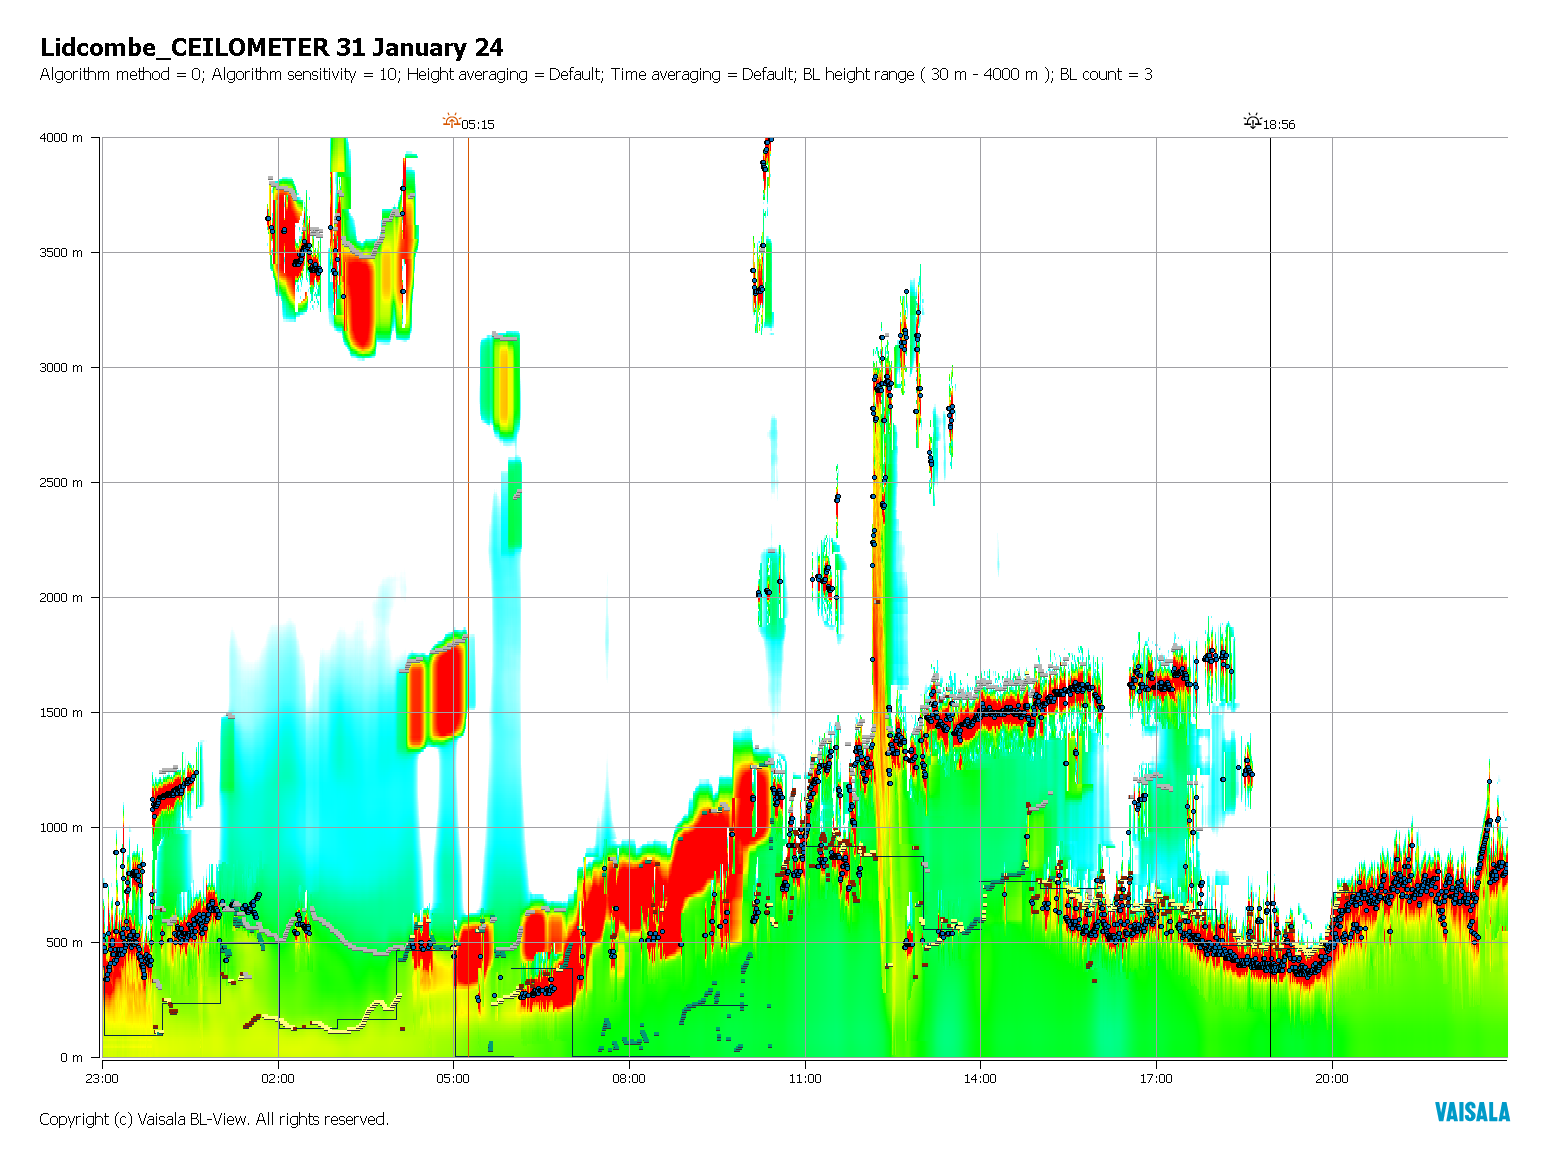 Lidcombe_CEILOMETER 31 January 24
Algorithm method = 0; Algorithm sensitivity = 10; Height averaging = Default; Time averaging = Default; BL height range ( 30 m - 4000 m ); BL count = 3
05:15
18:56
4000 m
3500 m
3000 m
2500 m
2000 m
1500 m
1000 m
500 m
0 m
23:00
02:00
05:00
08:00
11:00
14:00
17:00
20:00
Copyright (c) Vaisala BL-View. All rights reserved.
VAISALA